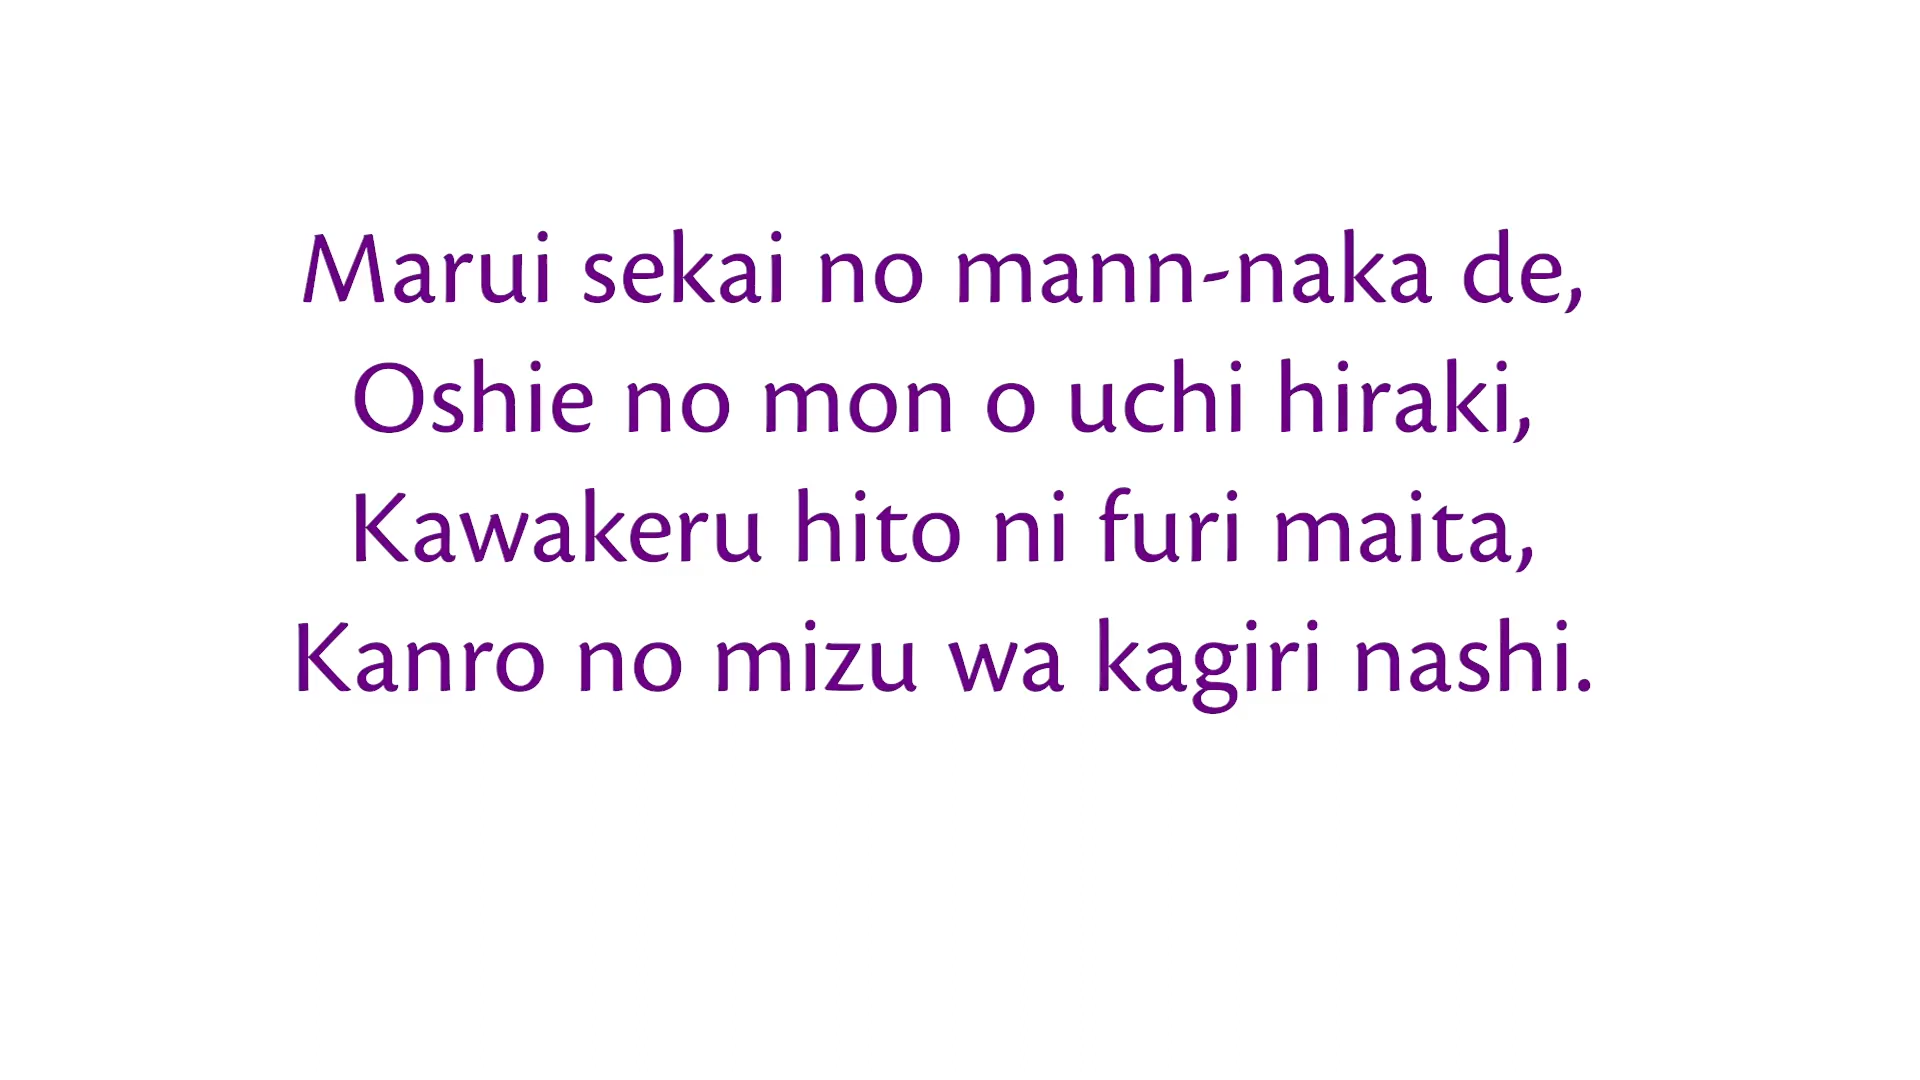 Marui sekai no mann-naka de,
Oshie no mon o uchi hiraki,
Kawakeru hito ni furi maita,
Kanro no mizu wa kagiri nashi.